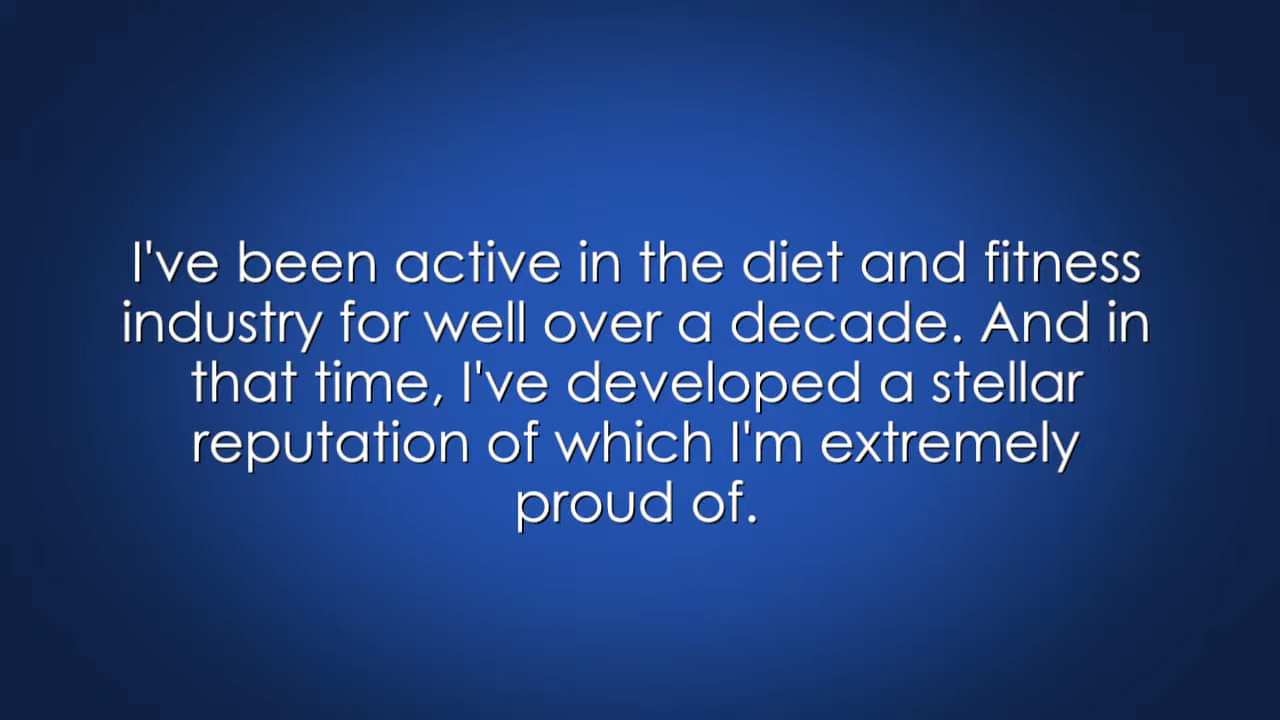 I've been active in the diet and fitness
industry for well over a decade. And in
that time, I've developed a stellar
reputation of which I'm extremely
proud of.